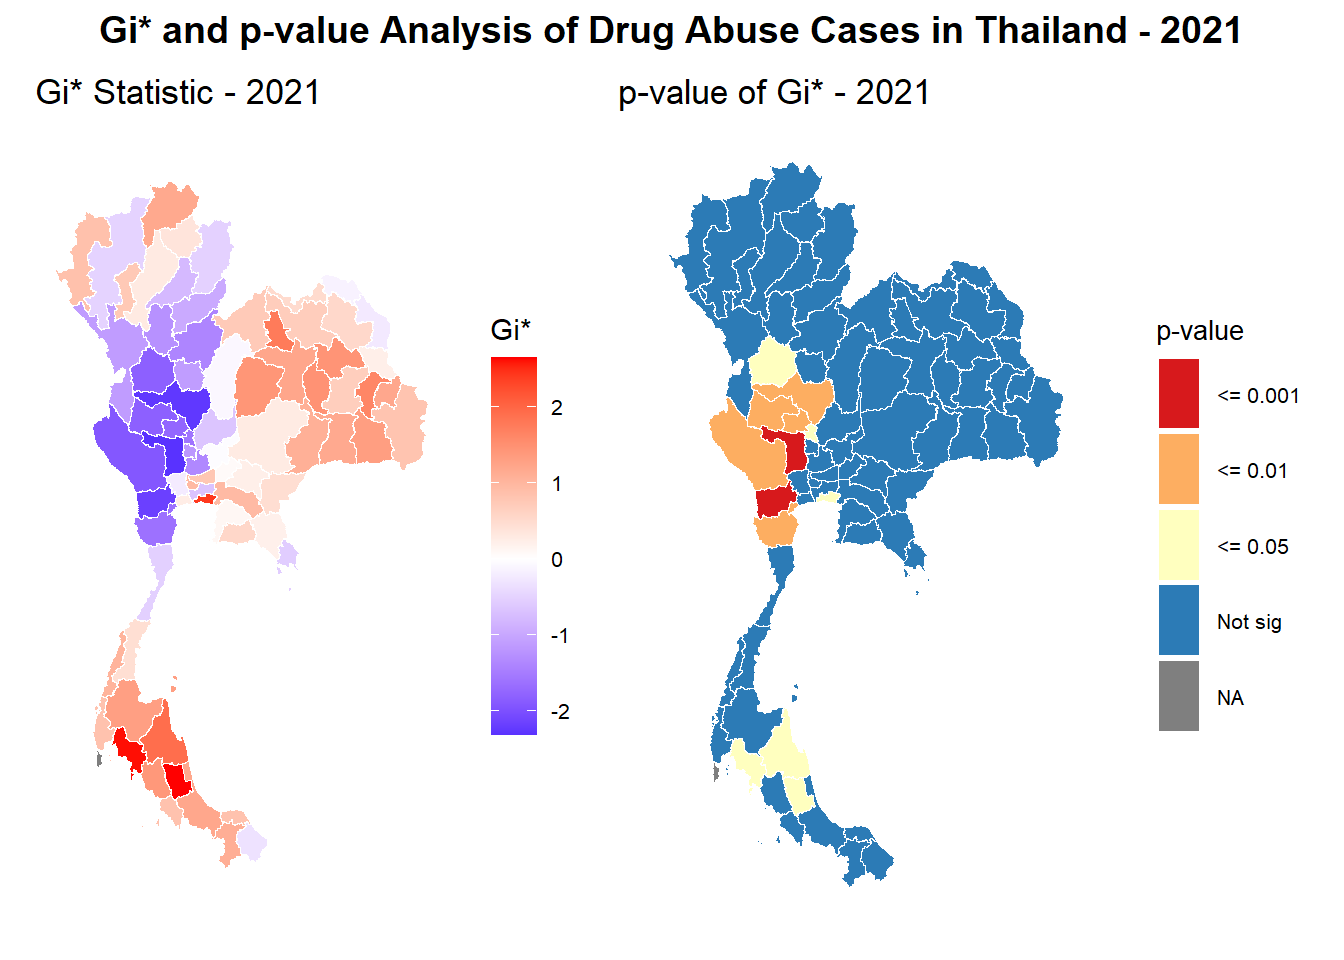 Gi* and p-value Analysis of Drug Abuse Cases in Thailand - 2021
Gi* Statistic - 2021
p-value of Gi* - 2021
Gi*
2
1
0
-1
-2
p-value
<= 0.001
<= 0.01
<= 0.05
Not sig
NA